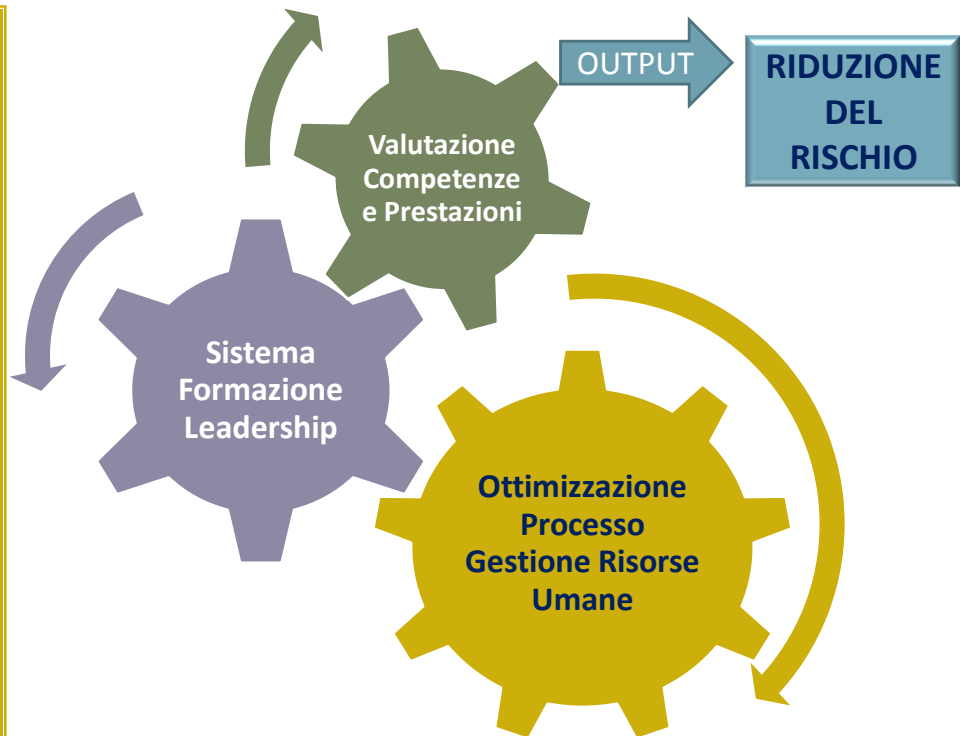 OUTPUT
RIDUZIONE
DEL
RISCHIO
Valutazione
Competenze
e Prestazioni
Sistema
Formazione
Leadership
Ottimizzazione
Processo
Gestione Risorse
Umane